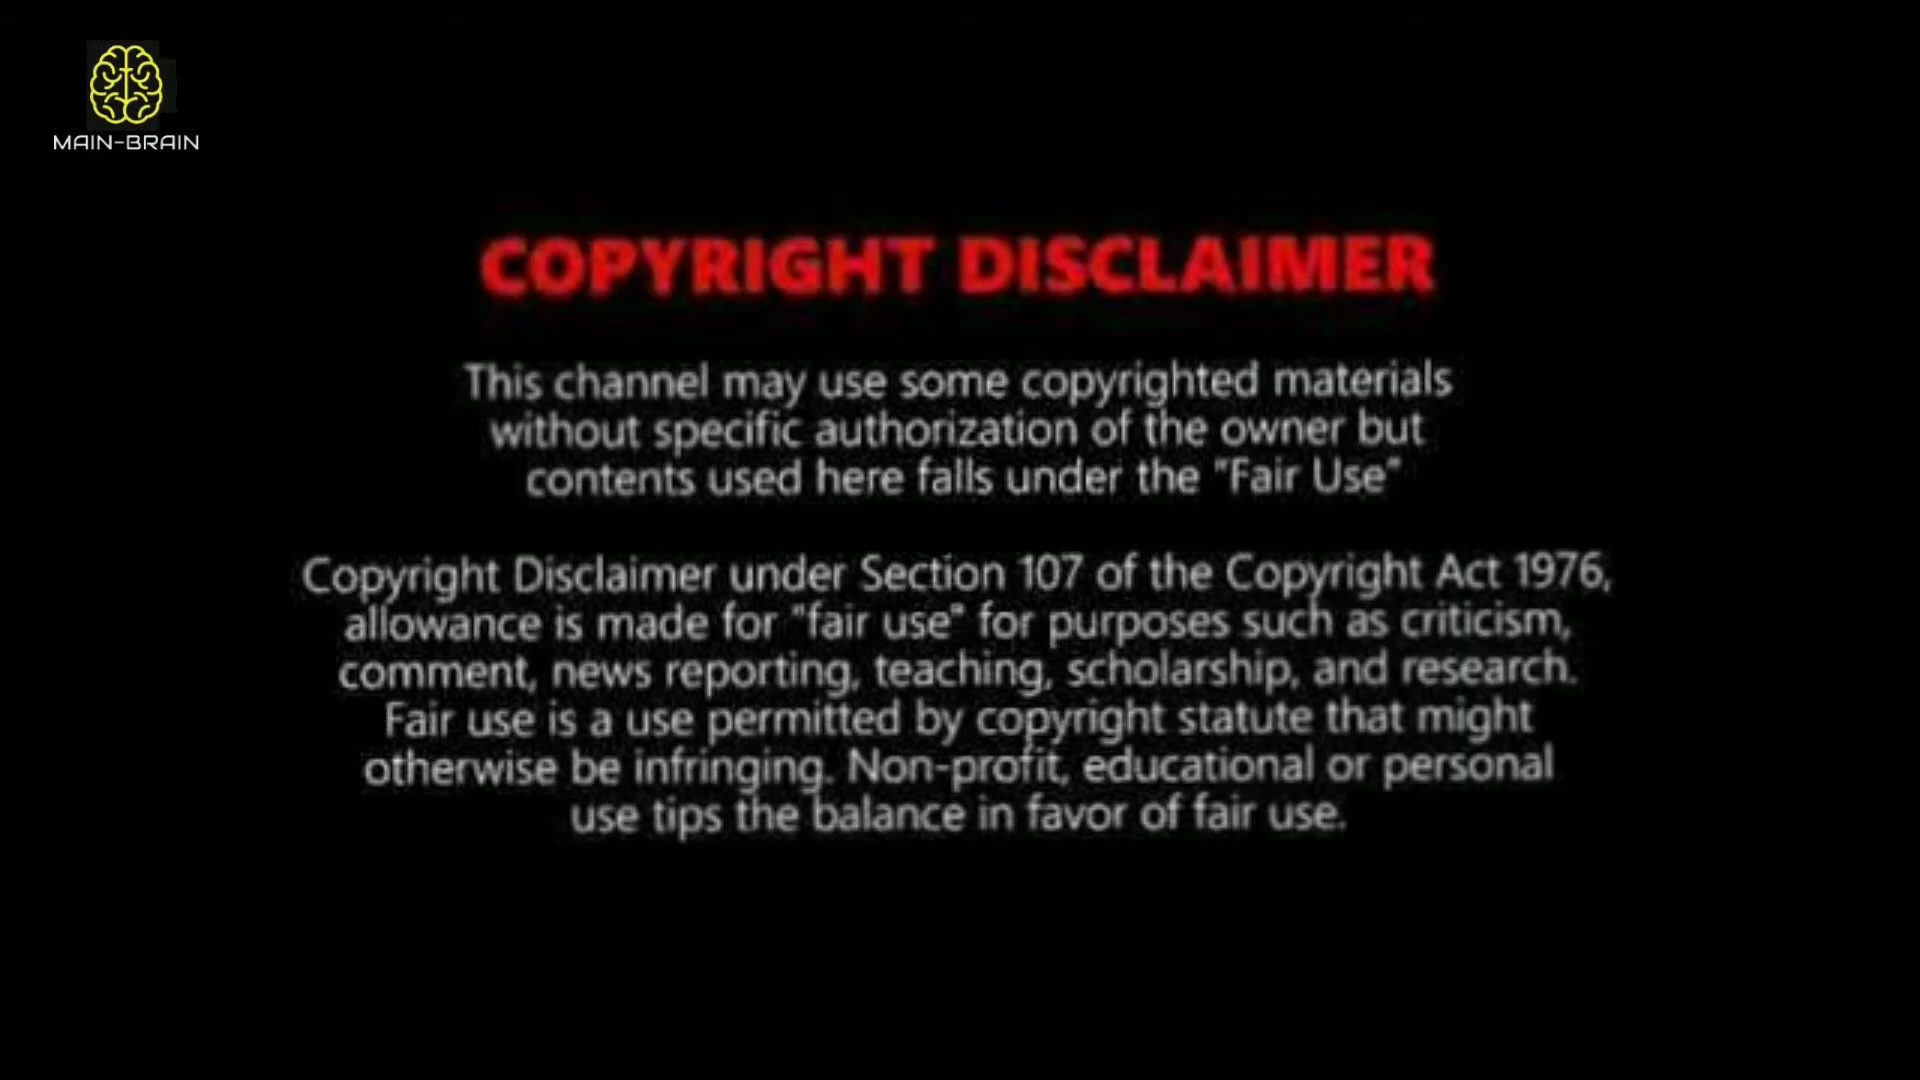 MAIN-BRAIN
COPYRIGHT DISCLAIMER
This channel may use some copyrighted materials
without specific authorization of the owner but
contents used here falls under the "Fair Use"
Copyright Disclaimer under Section 107 of the Copyright Act 1976,
allowance is made for "fair use" for purposes such as criticism,
comment, news reporting, teaching, scholarship, and research.
Fair use is a use permitted by copyright statute that might
otherwise be infringing. Non-profit, educational or personal
use tips the balance in favor of fair use.